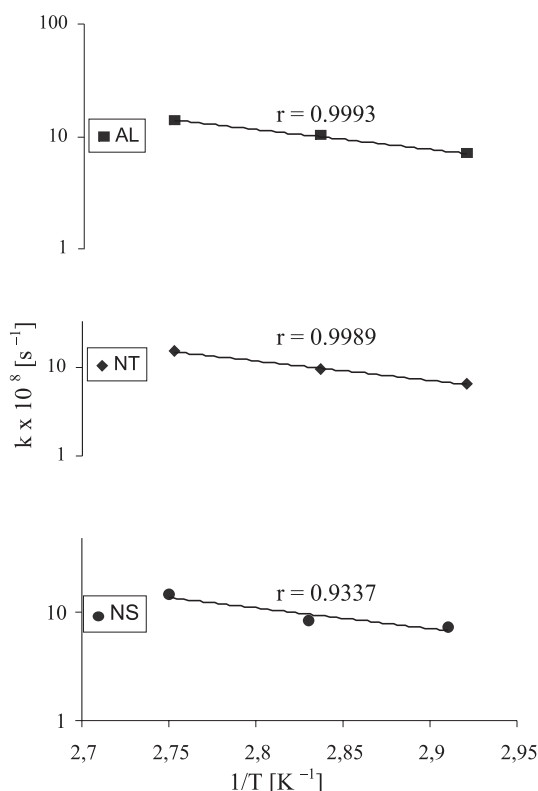 100
r = 0.9993
10
AL
1
k x 10 ⁸ [s ⁻¹]
r = 0.9989
10
NT
1
r = 0.9337
10
NS
1
2,7 2,75 2,8 2,85 2,9 2,95
1/T [K ⁻¹]